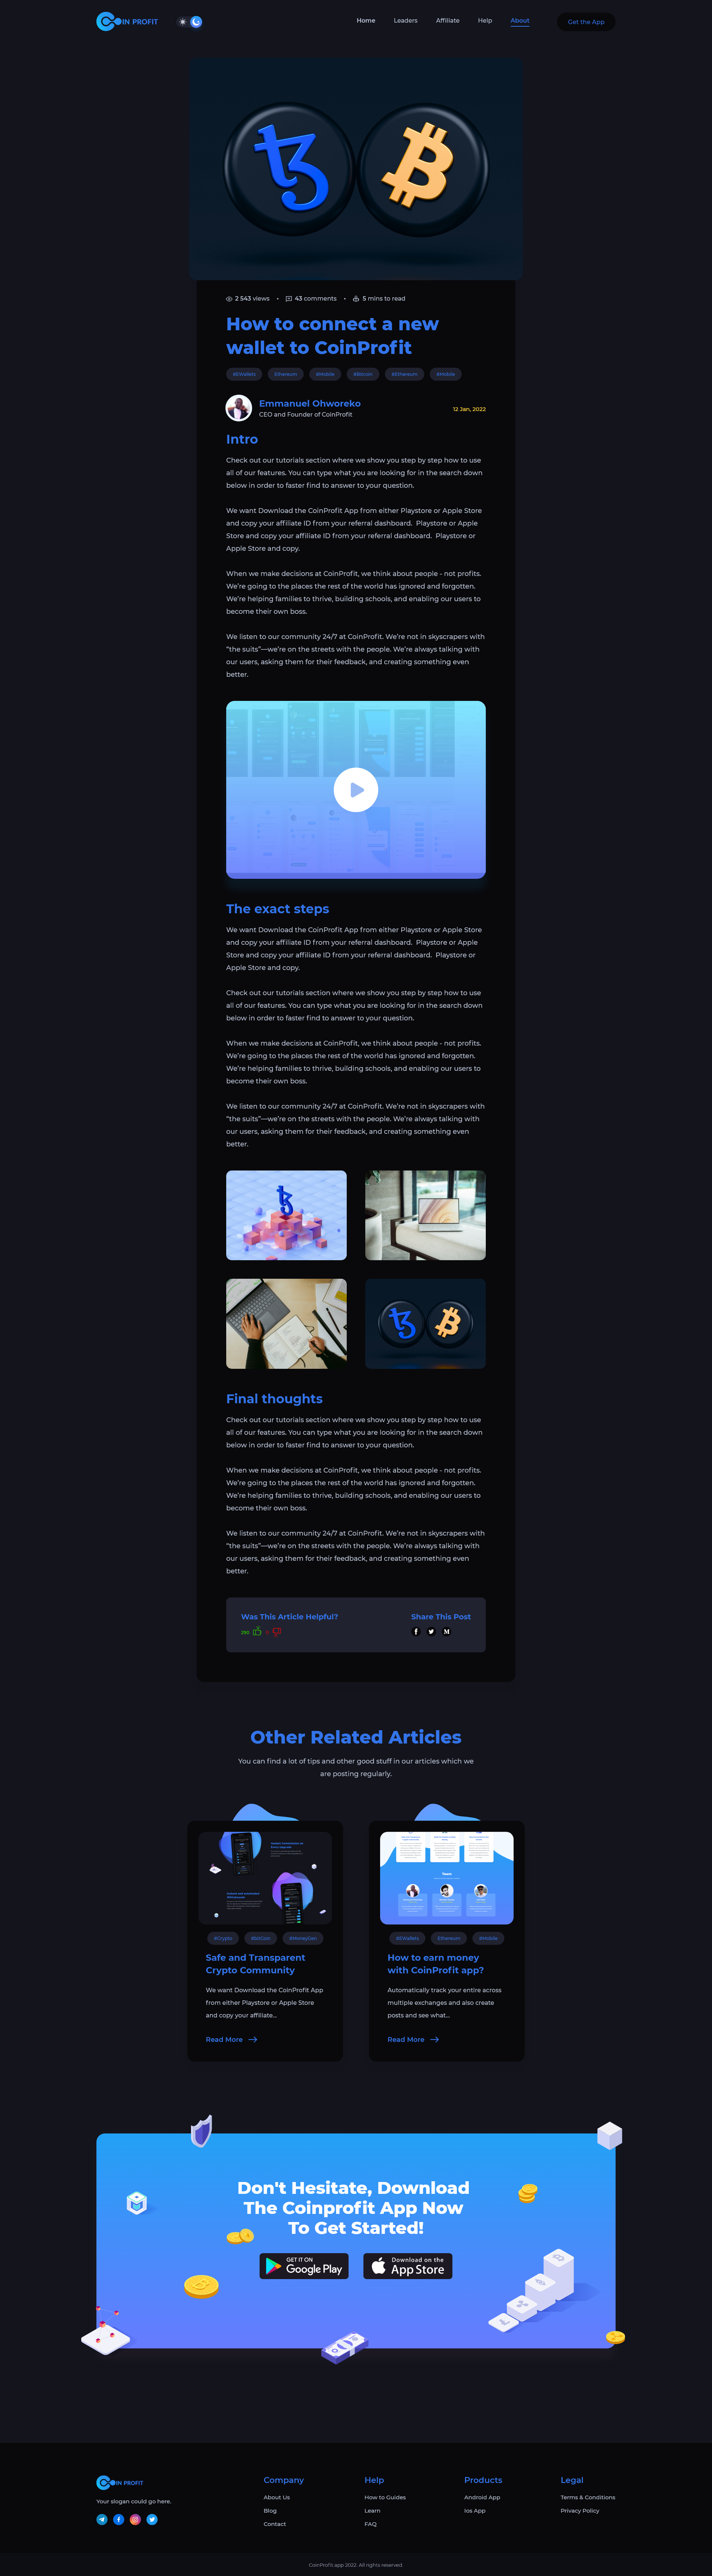 COIN PROFIT
Home Leaders Affiliate Help About Get the App
2 543 views • 43 comments • 5 mins to read
How to connect a new
wallet to CoinProfit
#EWallets Ethereum #Mobile #Bitcoin #Ethereum #Mobile
Emmanuel Ohworeko
CEO and Founder of CoinProfit
12 Jan, 2022
Intro
Check out our tutorials section where we show you step by step how to use
all of our features. You can type what you are looking for in the search down
below in order to faster find to answer to your question.
We want Download the CoinProfit App from either Playstore or Apple Store
and copy your affiliate ID from your referral dashboard.  Playstore or Apple
Store and copy your affiliate ID from your referral dashboard.  Playstore or
Apple Store and copy.
When we make decisions at CoinProfit, we think about people - not profits.
We’re going to the places the rest of the world has ignored and forgotten.
We’re helping families to thrive, building schools, and enabling our users to
become their own boss.
We listen to our community 24/7 at CoinProfit. We’re not in skyscrapers with
“the suits”—we’re on the streets with the people. We’re always talking with
our users, asking them for their feedback, and creating something even
better.
The exact steps
We want Download the CoinProfit App from either Playstore or Apple Store
and copy your affiliate ID from your referral dashboard.  Playstore or Apple
Store and copy your affiliate ID from your referral dashboard.  Playstore or
Apple Store and copy.
Check out our tutorials section where we show you step by step how to use
all of our features. You can type what you are looking for in the search down
below in order to faster find to answer to your question.
When we make decisions at CoinProfit, we think about people - not profits.
We’re going to the places the rest of the world has ignored and forgotten.
We’re helping families to thrive, building schools, and enabling our users to
become their own boss.
We listen to our community 24/7 at CoinProfit. We’re not in skyscrapers with
“the suits”—we’re on the streets with the people. We’re always talking with
our users, asking them for their feedback, and creating something even
better.
Final thoughts
Check out our tutorials section where we show you step by step how to use
all of our features. You can type what you are looking for in the search down
below in order to faster find to answer to your question.
When we make decisions at CoinProfit, we think about people - not profits.
We’re going to the places the rest of the world has ignored and forgotten.
We’re helping families to thrive, building schools, and enabling our users to
become their own boss.
We listen to our community 24/7 at CoinProfit. We’re not in skyscrapers with
“the suits”—we’re on the streets with the people. We’re always talking with
our users, asking them for their feedback, and creating something even
better.
Was This Article Helpful? Share This Post
Other Related Articles
You can find a lot of tips and other good stuff in our articles which we
are posting regularly.
Team
#Crypto #BitCoin #MoneyGen
Safe and Transparent
Crypto Community
We want Download the CoinProfit App
from either Playstore or Apple Store
and copy your affiliate...
Read More
#EWallets Ethereum #Mobile
How to earn money
with CoinProfit app?
Automatically track your entire across
multiple exchanges and also create
posts and see what...
Read More
Don't Hesitate, Download
The Coinprofit App Now
To Get Started!
GET IT ON
Google Play
Download on the
App Store
COIN PROFIT
Your slogan could go here.
Company
About Us
Blog
Contact
Help
How to Guides
Learn
FAQ
Products
Android App
Ios App
Legal
Terms & Conditions
Privacy Policy
CoinProfit app 2022. All rights reserved.